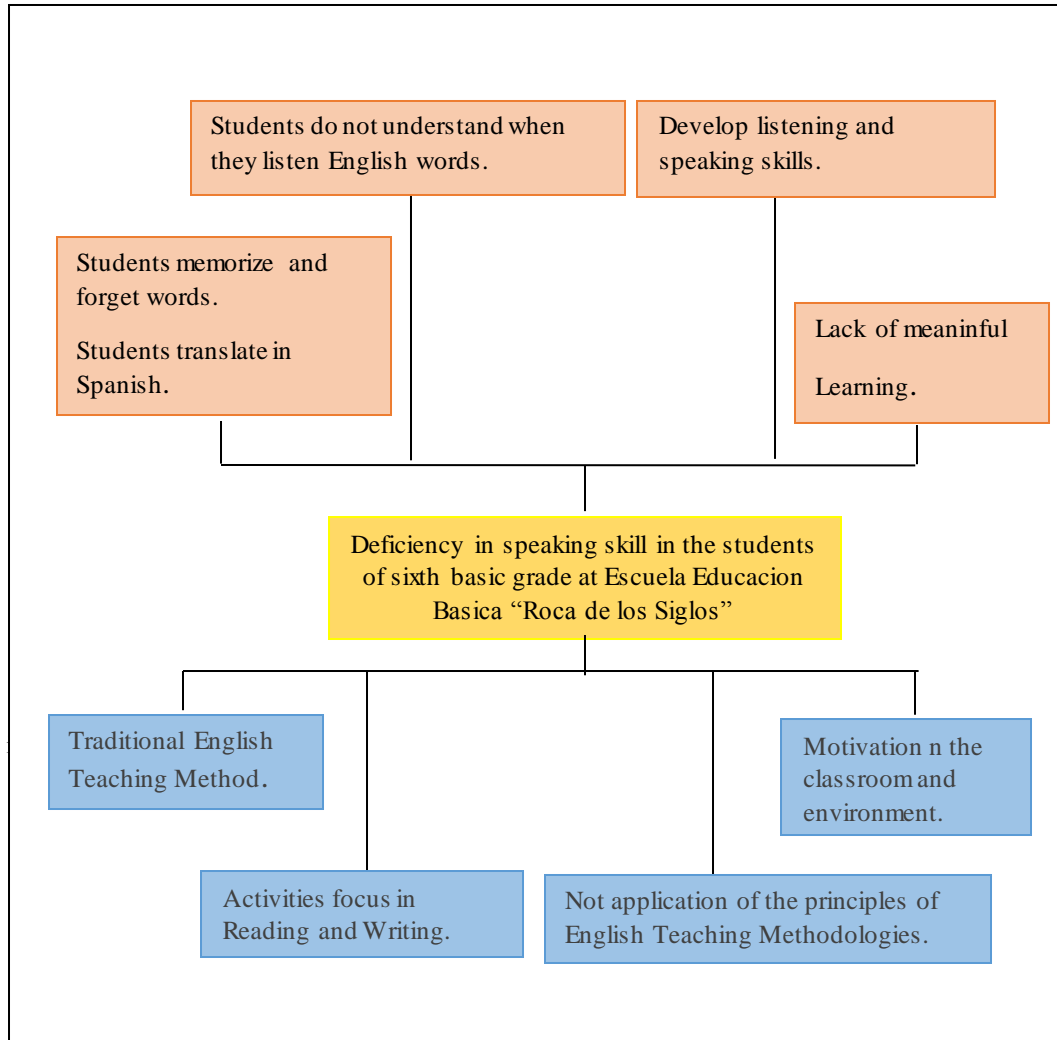 Students do not understand when
they listen English words.
Develop listening and
speaking skills.
Students memorize and
forget words.
Students translate in
Spanish.
Lack of meaninful
Learning.
Deficiency in speaking skill in the students
of sixth basic grade at Escuela Educacion
Basica “Roca de los Siglos”
Traditional English
Teaching Method.
Motivation n the
classroom and
environment.
Activities focus in
Reading and Writing.
Not application of the principles of
English Teaching Methodologies.